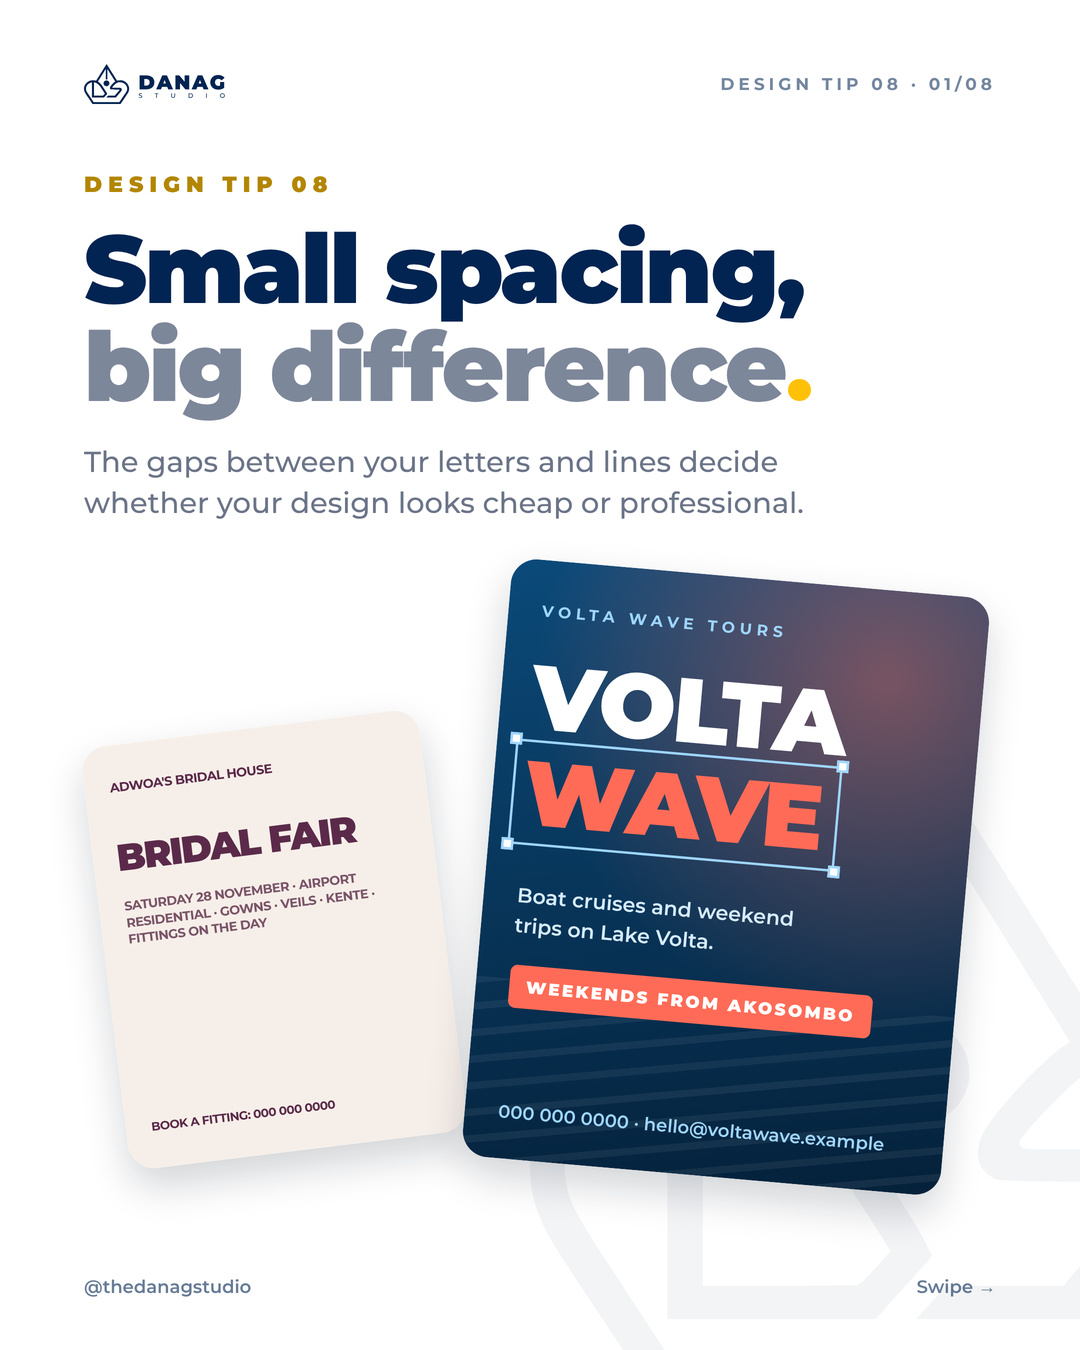 DANAG
STUDIO
DESIGN TIP 08 · 01/08
DESIGN TIP 08
Small spacing,
big difference.
The gaps between your letters and lines decide
whether your design looks cheap or professional.
ADWOA'S BRIDAL HOUSE
BRIDAL FAIR
SATURDAY 28 NOVEMBER · AIRPORT
RESIDENTIAL · GOWNS · VEILS · KENTE ·
FITTINGS ON THE DAY
BOOK A FITTING: 000 000 0000
VOLTA WAVE TOURS
VOLTA
WAVE
Boat cruises and weekend
trips on Lake Volta.
WEEKENDS FROM AKOSOMBO
000 000 0000 · hello@voltawave.example
@thedanagstudio
Swipe →